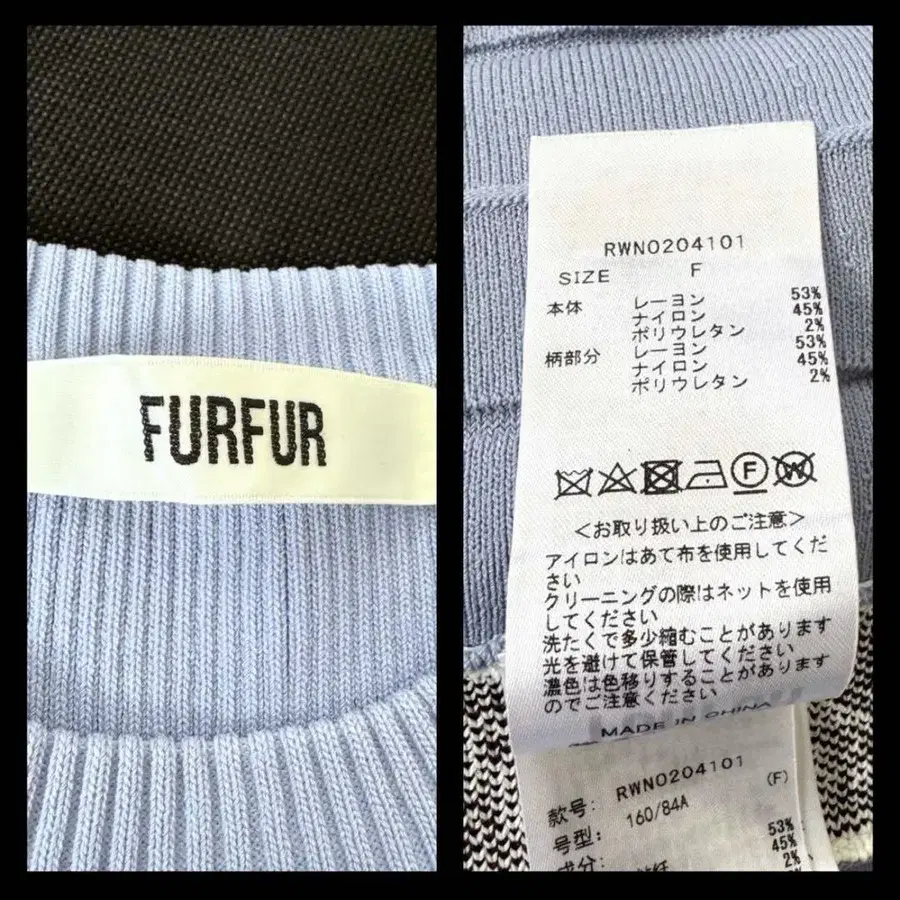 FURFUR
RWN0204101
SIZE F
本体 レーヨン 53%
ナイロン 45%
ポリウレタン 2%
柄部分 レーヨン 53%
ナイロン 45%
ポリウレタン 2%
F W
<お取り扱い上のご注意>
アイロンはあて布を使用してくだ
さい
クリーニングの際はネットを使用
してください
洗たくで多少縮むことがあります
光を避けて保管してください
濃色は色移りすることがあります
のでご注意ください
MADE IN CHINA
款号: RWN0204101
号型: 160/84A (F)
成分: 53%
45%
2%